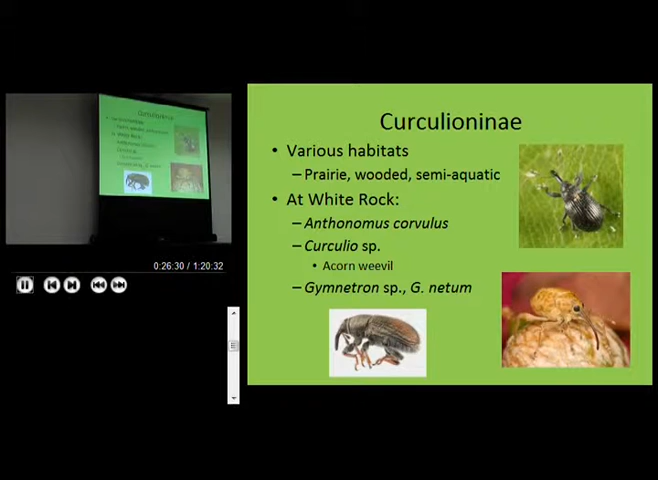 Curculioninae
• Various habitats
– Prairie, wooded, semi-aquatic
• At White Rock:
– Anthonomus corvulus
– Curculio sp.
• Acorn weevil
– Gymnetron sp., G. netum
0:26:30 / 1:20:32